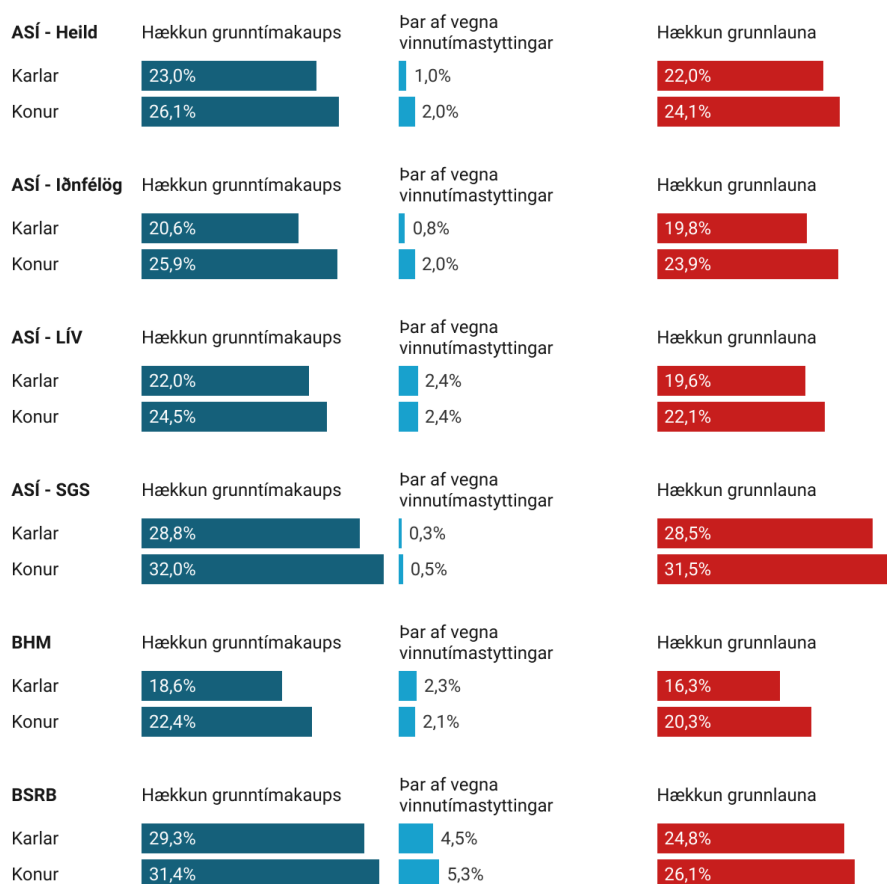 ASÍ - Heild Hækkun grunntímakaups Þar af vegna vinnutímastyttingar Hækkun grunnlauna
Karlar 23,0% 1,0% 22,0%
Konur 26,1% 2,0% 24,1%
ASÍ - Iðnfélög Hækkun grunntímakaups Þar af vegna vinnutímastyttingar Hækkun grunnlauna
Karlar 20,6% 0,8% 19,8%
Konur 25,9% 2,0% 23,9%
ASÍ - LÍV Hækkun grunntímakaups Þar af vegna vinnutímastyttingar Hækkun grunnlauna
Karlar 22,0% 2,4% 19,6%
Konur 24,5% 2,4% 22,1%
ASÍ - SGS Hækkun grunntímakaups Þar af vegna vinnutímastyttingar Hækkun grunnlauna
Karlar 28,8% 0,3% 28,5%
Konur 32,0% 0,5% 31,5%
BHM Hækkun grunntímakaups Þar af vegna vinnutímastyttingar Hækkun grunnlauna
Karlar 18,6% 2,3% 16,3%
Konur 22,4% 2,1% 20,3%
BSRB Hækkun grunntímakaups Þar af vegna vinnutímastyttingar Hækkun grunnlauna
Karlar 29,3% 4,5% 24,8%
Konur 31,4% 5,3% 26,1%